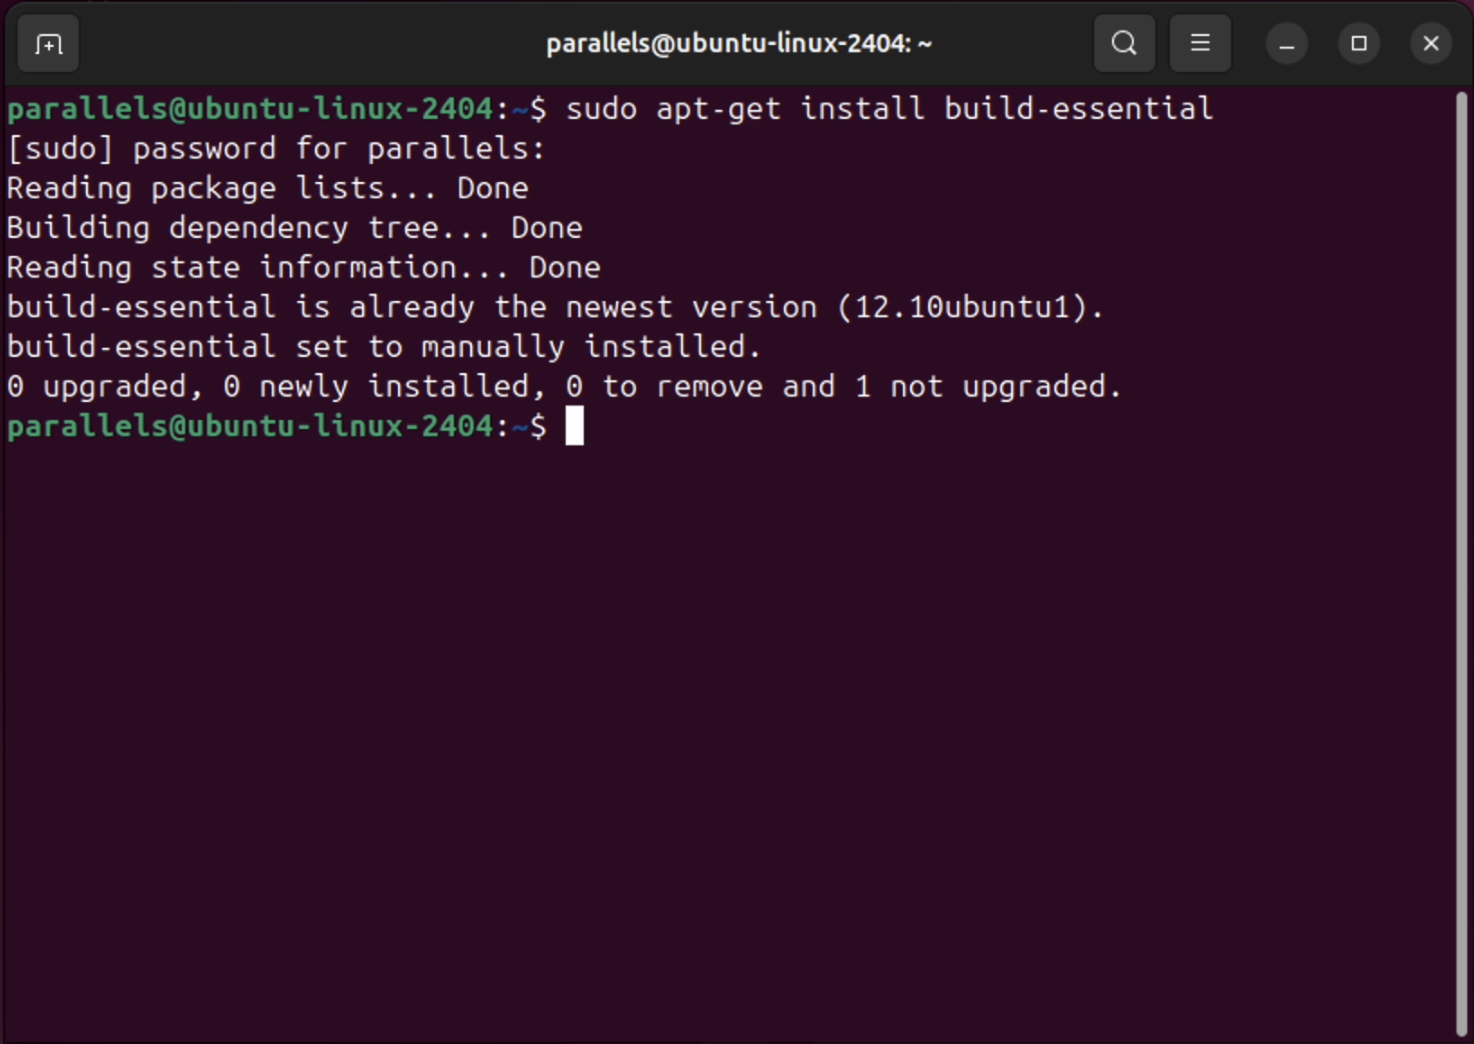 parallels@ubuntu-linux-2404: ~
parallels@ubuntu-linux-2404:~$ sudo apt-get install build-essential
[sudo] password for parallels:
Reading package lists... Done
Building dependency tree... Done
Reading state information... Done
build-essential is already the newest version (12.10ubuntu1).
build-essential set to manually installed.
0 upgraded, 0 newly installed, 0 to remove and 1 not upgraded.
parallels@ubuntu-linux-2404:~$